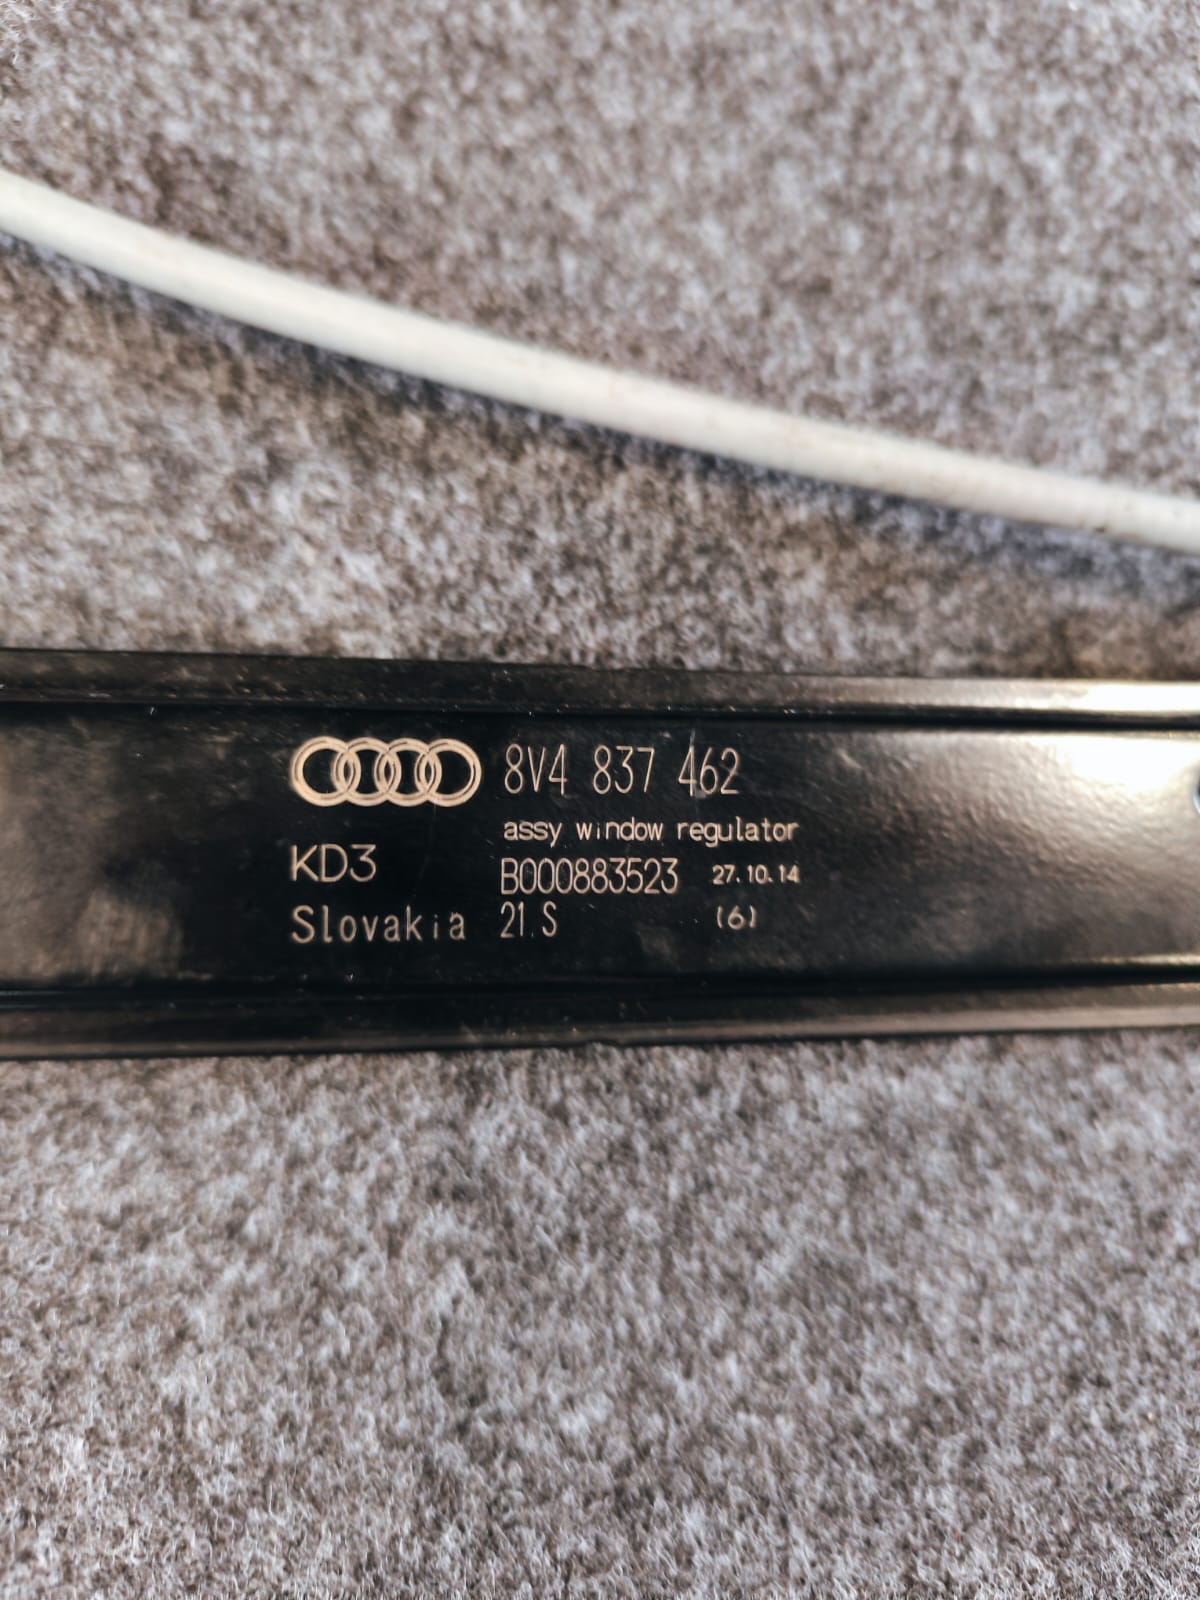 8V4 837 462
assy window regulator
KD3 B000883523 27.10.14
Slovakia 21.S (6)